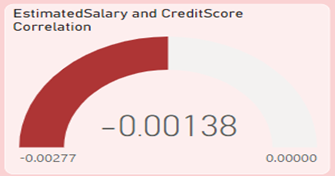 EstimatedSalary and CreditScore
Correlation
-0.00138
-0.00277
0.00000